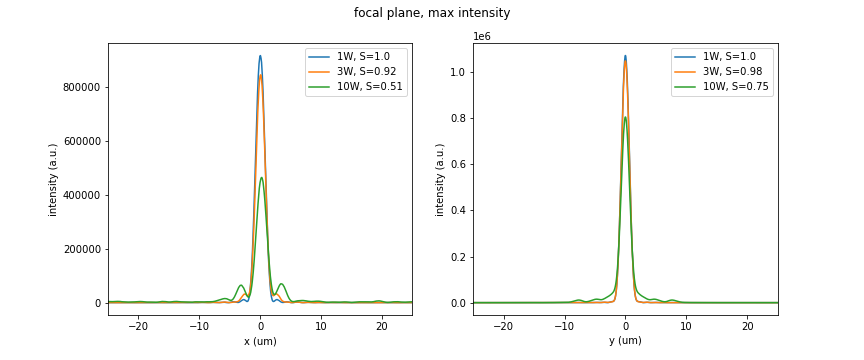 focal plane, max intensity
1W, S=1.0
3W, S=0.92
10W, S=0.51
intensity (a.u.)
800000
600000
400000
200000
0
−20
−10
0
10
20
x (um)
1e6
1W, S=1.0
3W, S=0.98
10W, S=0.75
intensity (a.u.)
1.0
0.8
0.6
0.4
0.2
0.0
−20
−10
0
10
20
y (um)